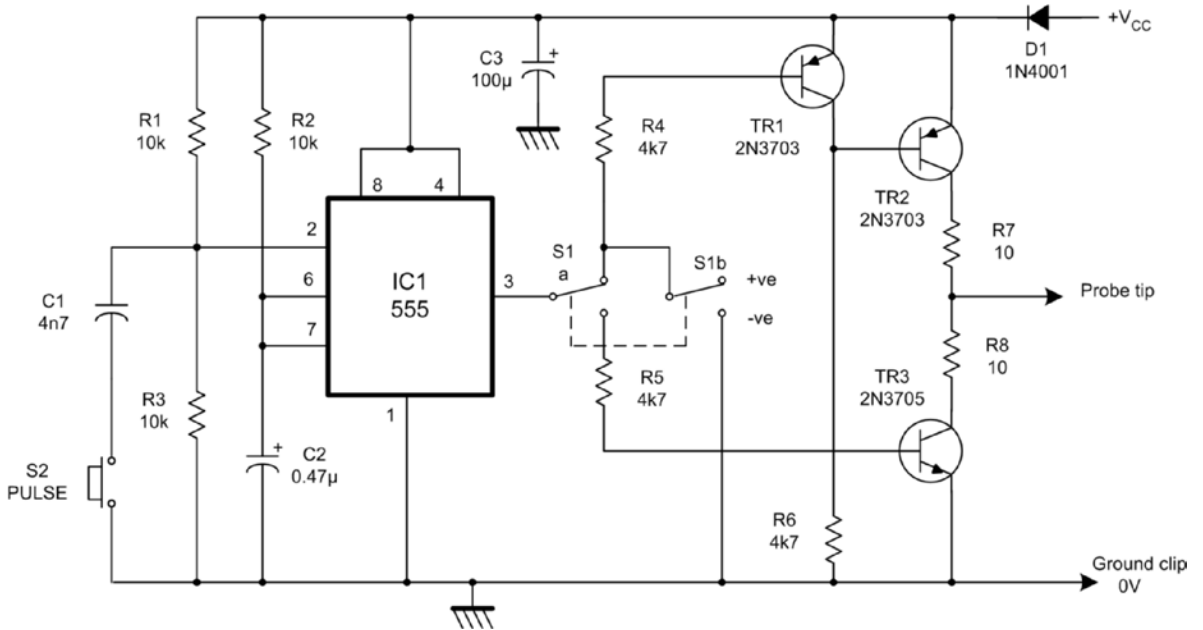 +VCC
D1
1N4001
C3
100µ
+
R1
10k
R2
10k
R4
4k7
TR1
2N3703
8
4
TR2
2N3703
2
R7
10
S1
a
S1b
+ve
C1
4n7
6
IC1
555
3
Probe tip
7
-ve
R5
4k7
R8
10
TR3
2N3705
R3
10k
1
+
C2
0.47µ
S2
PULSE
R6
4k7
Ground clip
0V